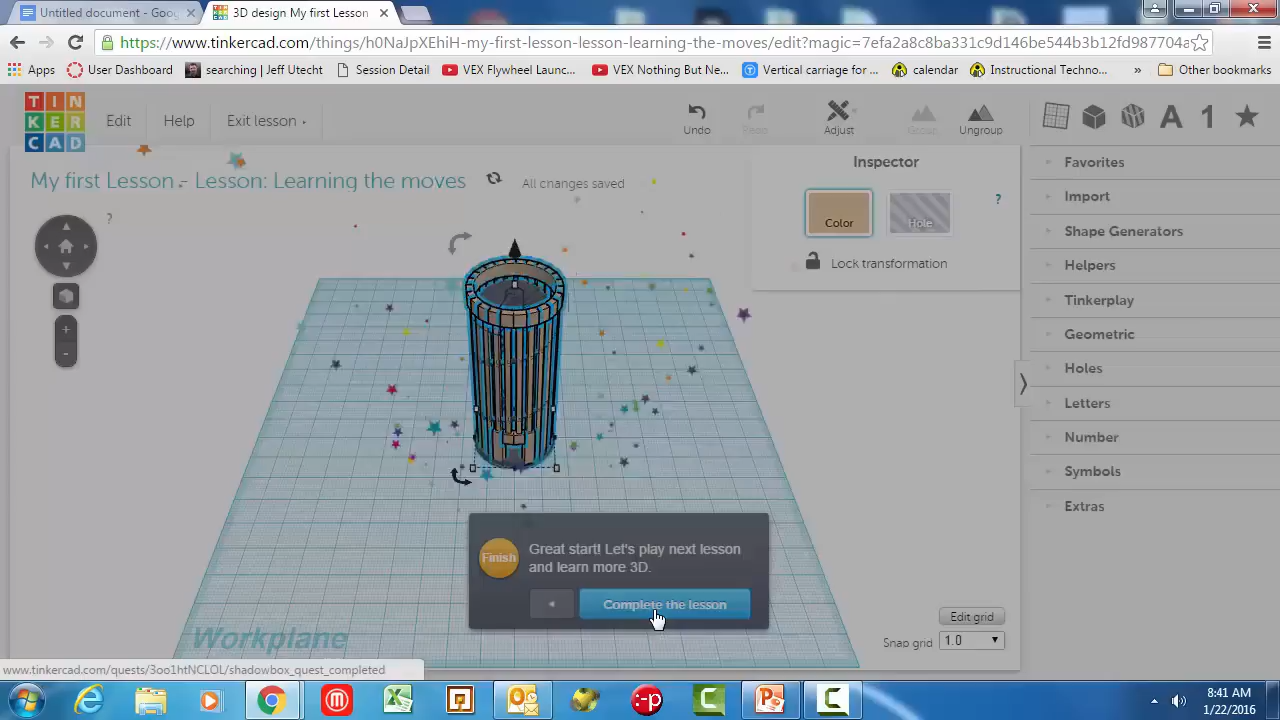 Untitled document - Goog
3D design My first Lesson
https://www.tinkercad.com/things/h0NaJpXEhiH-my-first-lesson-lesson-learning-the-moves/edit?magic=7efa2a8c8ba331c9d146be544b3b12fd987704a
Apps
User Dashboard
searching | Jeff Utecht
Session Detail
VEX Flywheel Launc...
VEX Nothing But Ne...
Vertical carriage for ...
calendar
Instructional Techno...
»
Other bookmarks
TIN
KER
CAD
Edit
Help
Exit lesson
Undo
Redo
Adjust
Group
Ungroup
A
1
My first Lesson - Lesson: Learning the moves
All changes saved
?
Inspector
Color
Hole
?
Lock transformation
Favorites
Import
Shape Generators
Helpers
Tinkerplay
Geometric
Holes
Letters
Number
Symbols
Extras
+
-
Finish
Great start! Let's play next lesson
and learn more 3D.
Complete the lesson
Workplane
Edit grid
Snap grid
1.0
www.tinkercad.com/quests/3oo1htNCLOL/shadowbox_quest_completed
8:41 AM
1/22/2016